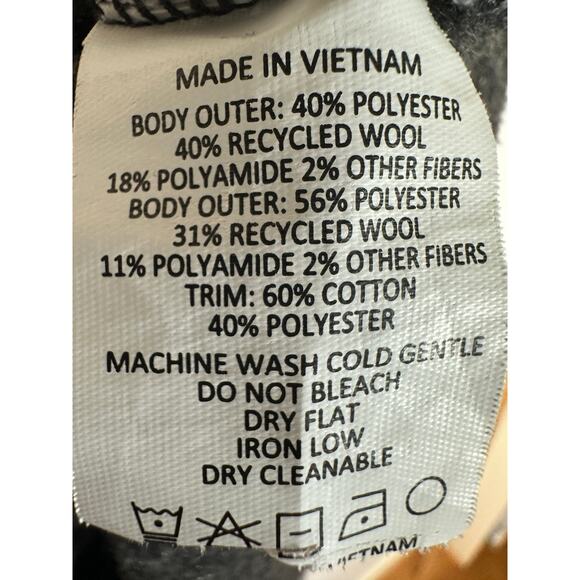 MADE IN VIETNAM
BODY OUTER: 40% POLYESTER
40% RECYCLED WOOL
18% POLYAMIDE 2% OTHER FIBERS
BODY OUTER: 56% POLYESTER
31% RECYCLED WOOL
11% POLYAMIDE 2% OTHER FIBERS
TRIM: 60% COTTON
40% POLYESTER
MACHINE WASH COLD GENTLE
DO NOT BLEACH
DRY FLAT
IRON LOW
DRY CLEANABLE
VIETNAM